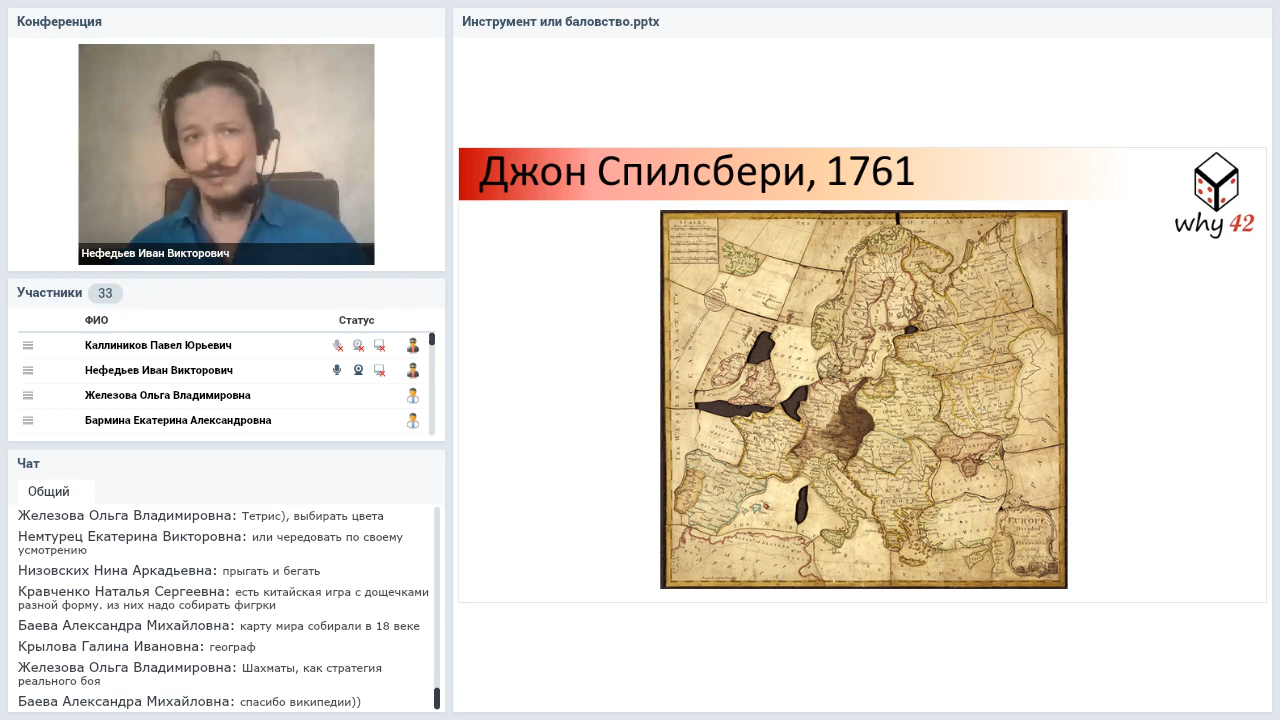 Конференция
Нефедьев Иван Викторович
Участники 33
ФИО Статус
Каллиников Павел Юрьевич
Нефедьев Иван Викторович
Железова Ольга Владимировна
Бармина Екатерина Александровна
Чат
Общий
Железова Ольга Владимировна: Тетрис), выбирать цвета
Немтурец Екатерина Викторовна: или чередовать по своему
усмотрению
Низовских Нина Аркадьевна: прыгать и бегать
Кравченко Наталья Сергеевна: есть китайская игра с дощечками
разной форму. из них надо собирать фигрки
Баева Александра Михайловна: карту мира собирали в 18 веке
Крылова Галина Ивановна: географ
Железова Ольга Владимировна: Шахматы, как стратегия
реального боя
Баева Александра Михайловна: спасибо википедии))
Инструмент или баловство.pptx
Джон Спилсбери, 1761
why 42
EUROPE